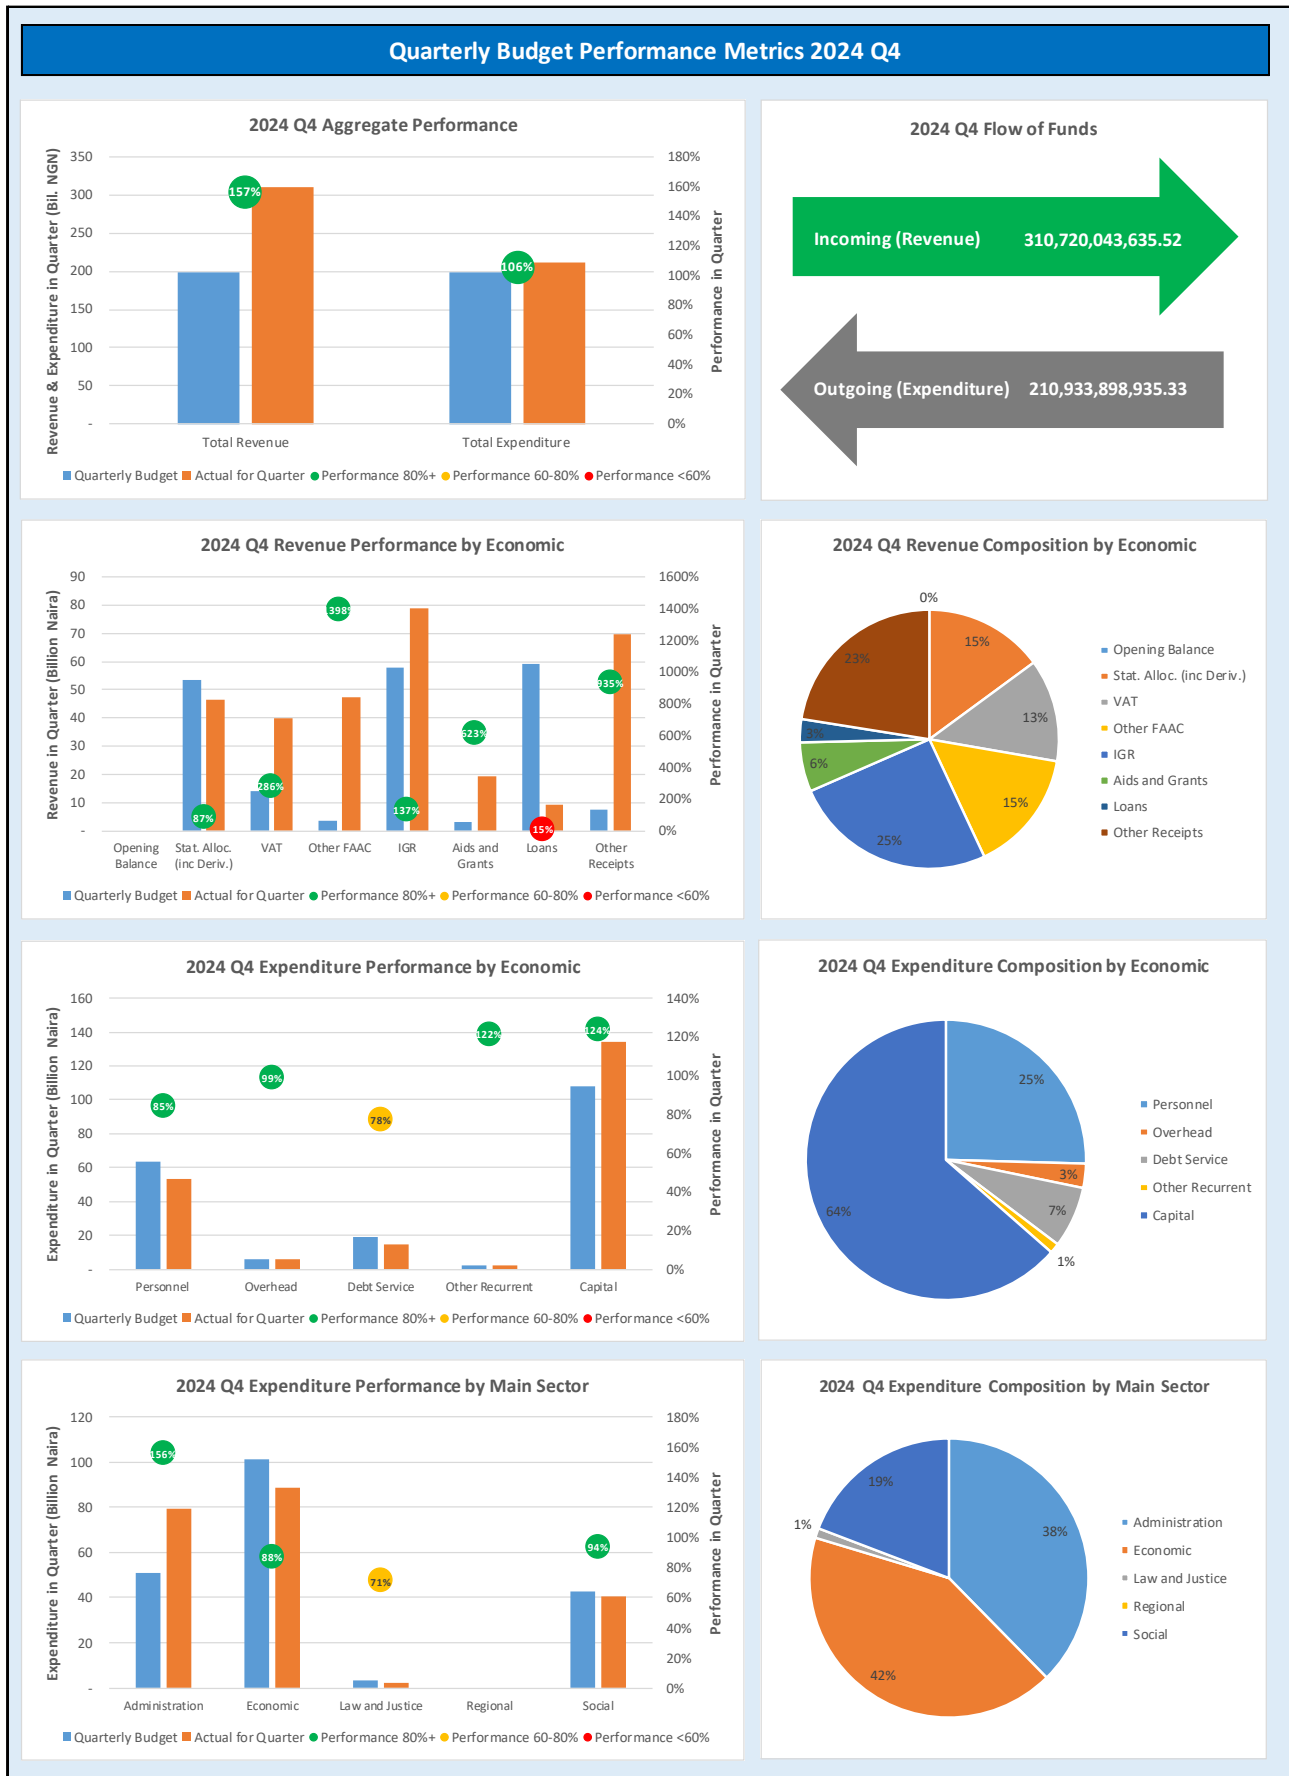 Quarterly Budget Performance Metrics 2024 Q4
2024 Q4 Aggregate Performance
Revenue & Expenditure in Quarter (Bil. NGN)
350
300
250
200
150
100
50
-
157%
106%
180%
160%
140%
120%
100%
80%
60%
40%
20%
0%
Performance in Quarter
Total Revenue
Total Expenditure
Quarterly Budget
Actual for Quarter
Performance 80%+
Performance 60-80%
Performance <60%
2024 Q4 Flow of Funds
Incoming (Revenue) 310,720,043,635.52
Outgoing (Expenditure) 210,933,898,935.33
2024 Q4 Revenue Performance by Economic
Revenue in Quarter (Billion Naira)
90
80
70
60
50
40
30
20
10
-
87%
286%
398%
137%
623%
15%
935%
1600%
1400%
1200%
1000%
800%
600%
400%
200%
0%
Performance in Quarter
Opening
Balance
Stat. Alloc.
(inc Deriv.)
VAT
Other FAAC
IGR
Aids and
Grants
Loans
Other
Receipts
Quarterly Budget
Actual for Quarter
Performance 80%+
Performance 60-80%
Performance <60%
2024 Q4 Revenue Composition by Economic
0%
15%
13%
15%
25%
6%
3%
23%
Opening Balance
Stat. Alloc. (inc Deriv.)
VAT
Other FAAC
IGR
Aids and Grants
Loans
Other Receipts
2024 Q4 Expenditure Performance by Economic
Expenditure in Quarter (Billion Naira)
160
140
120
100
80
60
40
20
-
85%
99%
78%
122%
124%
140%
120%
100%
80%
60%
40%
20%
0%
Performance in Quarter
Personnel
Overhead
Debt Service
Other Recurrent
Capital
Quarterly Budget
Actual for Quarter
Performance 80%+
Performance 60-80%
Performance <60%
2024 Q4 Expenditure Composition by Economic
25%
3%
7%
1%
64%
Personnel
Overhead
Debt Service
Other Recurrent
Capital
2024 Q4 Expenditure Performance by Main Sector
Expenditure in Quarter (Billion Naira)
120
100
80
60
40
20
-
156%
88%
71%
94%
180%
160%
140%
120%
100%
80%
60%
40%
20%
0%
Performance in Quarter
Administration
Economic
Law and Justice
Regional
Social
Quarterly Budget
Actual for Quarter
Performance 80%+
Performance 60-80%
Performance <60%
2024 Q4 Expenditure Composition by Main Sector
38%
42%
1%
19%
Administration
Economic
Law and Justice
Regional
Social